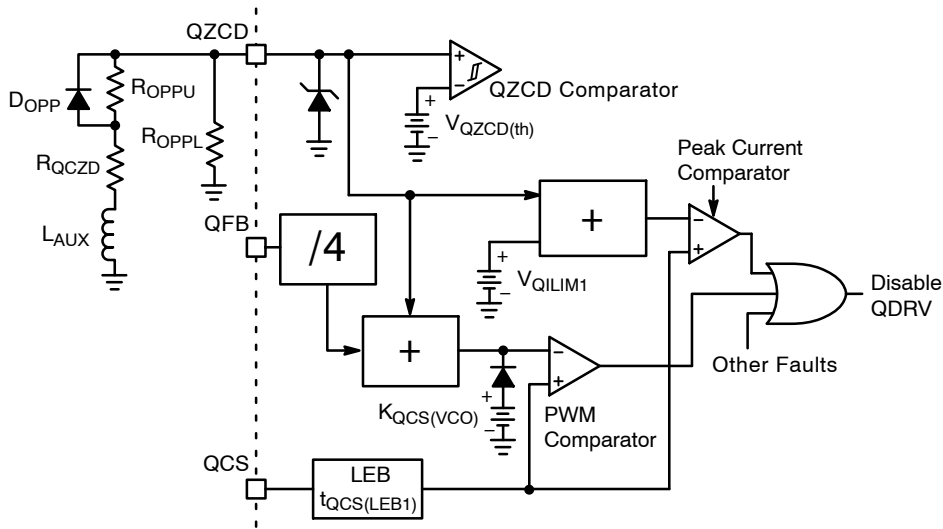 QZCD
D_OPP
R_OPPU
R_OPPL
R_QCZD
L_AUX
+
−
QZCD Comparator
+
−
V_QZCD(th)
Peak Current
Comparator
QFB
/4
+
+
−
V_QILIM1
−
+
Disable
QDRV
Other Faults
+
−
+
+
−
K_QCS(VCO)
PWM
Comparator
QCS
LEB
t_QCS(LEB1)